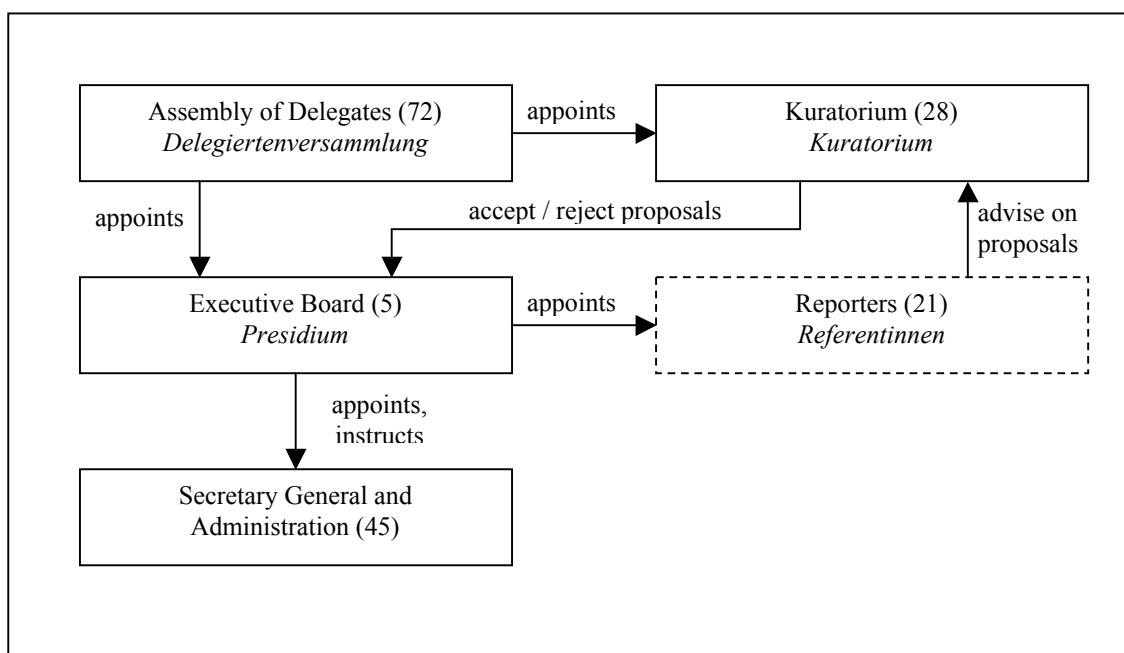 Assembly of Delegates (72)
Delegiertenversammlung
appoints
Kuratorium (28)
Kuratorium
appoints
accept / reject proposals
advise on
proposals
Executive Board (5)
Presidium
appoints
Reporters (21)
Referentinnen
appoints,
instructs
Secretary General and
Administration (45)